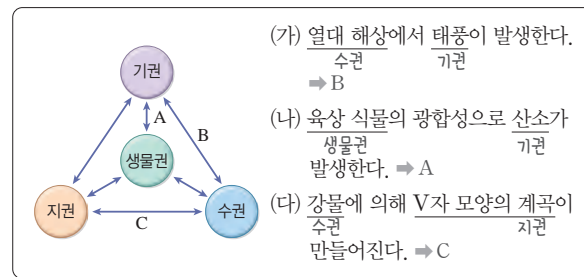 기권
A
B
생물권
지권
수권
C
(가) 열대 해상에서 태풍이 발생한다.
수권 기권
➡ B
(나) 육상 식물의 광합성으로 산소가
생물권 기권
발생한다. ➡ A
(다) 강물에 의해 V자 모양의 계곡이
수권 지권
만들어진다. ➡ C